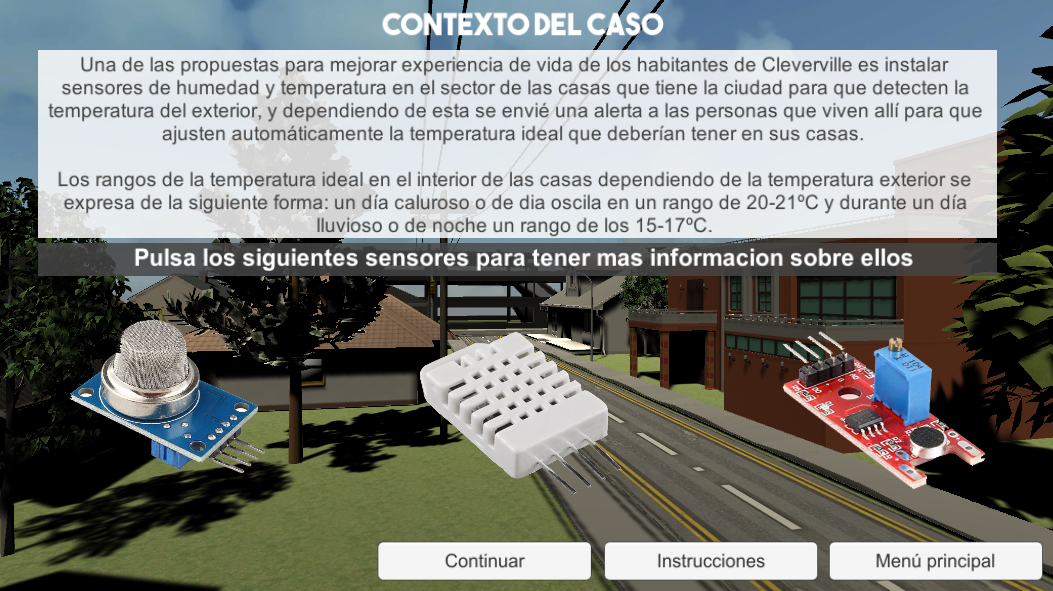 CONTEXTO DEL CASO
Una de las propuestas para mejorar experiencia de vida de los habitantes de Cleverville es instalar
sensores de humedad y temperatura en el sector de las casas que tiene la ciudad para que detecten la
temperatura del exterior, y dependiendo de esta se envié una alerta a las personas que viven allí para que
ajusten automáticamente la temperatura ideal que deberían tener en sus casas.
Los rangos de la temperatura ideal en el interior de las casas dependiendo de la temperatura exterior se
expresa de la siguiente forma: un día caluroso o de dia oscila en un rango de 20-21ºC y durante un día
lluvioso o de noche un rango de los 15-17ºC.
Pulsa los siguientes sensores para tener mas informacion sobre ellos
Continuar
Instrucciones
Menú principal